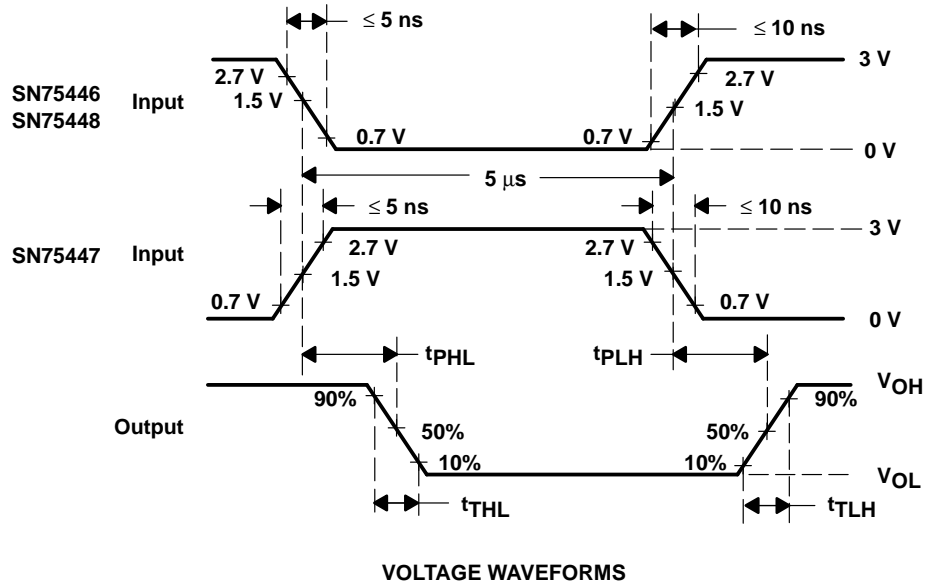 ≤ 5 ns
≤ 10 ns
3 V
2.7 V
2.7 V
SN75446
SN75448
Input
1.5 V
1.5 V
0.7 V
0.7 V
0 V
5 μs
≤ 5 ns
≤ 10 ns
3 V
SN75447
Input
2.7 V
2.7 V
1.5 V
1.5 V
0.7 V
0.7 V
0 V
tPHL
tPLH
VOH
90%
90%
Output
50%
50%
10%
10%
VOL
tTHL
tTLH
VOLTAGE WAVEFORMS